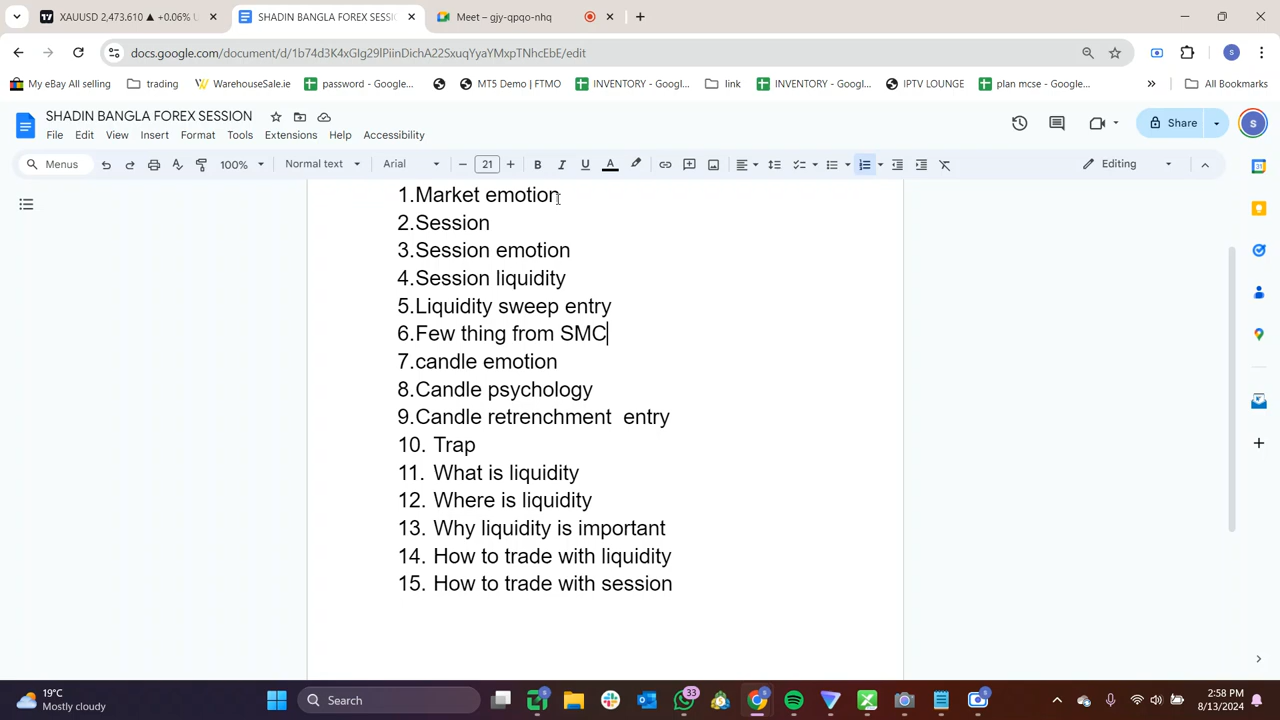 XAUUSD 2,473.610 ▲ +0.06% U
SHADIN BANGLA FOREX SESSI
Meet – gjy-qpqo-nhq
docs.google.com/document/d/1b74d3K4xGIg29lPiinDichA22SxuqYyaYMxpTNhcEbE/edit
My eBay All selling
trading
WarehouseSale.ie
password - Google...
MT5 Demo | FTMO
INVENTORY - Googl...
link
INVENTORY - Googl...
IPTV LOUNGE
plan mcse - Google...
All Bookmarks
SHADIN BANGLA FOREX SESSION
File Edit View Insert Format Tools Extensions Help Accessibility
Share
Menus 100% Normal text Arial 21 Editing
1.Market emotion
2.Session
3.Session emotion
4.Session liquidity
5.Liquidity sweep entry
6.Few thing from SMC
7.candle emotion
8.Candle psychology
9.Candle retrenchment  entry
10. Trap
11. What is liquidity
12. Where is liquidity
13. Why liquidity is important
14. How to trade with liquidity
15. How to trade with session
19°C
Mostly cloudy
Search
33
2:58 PM
8/13/2024